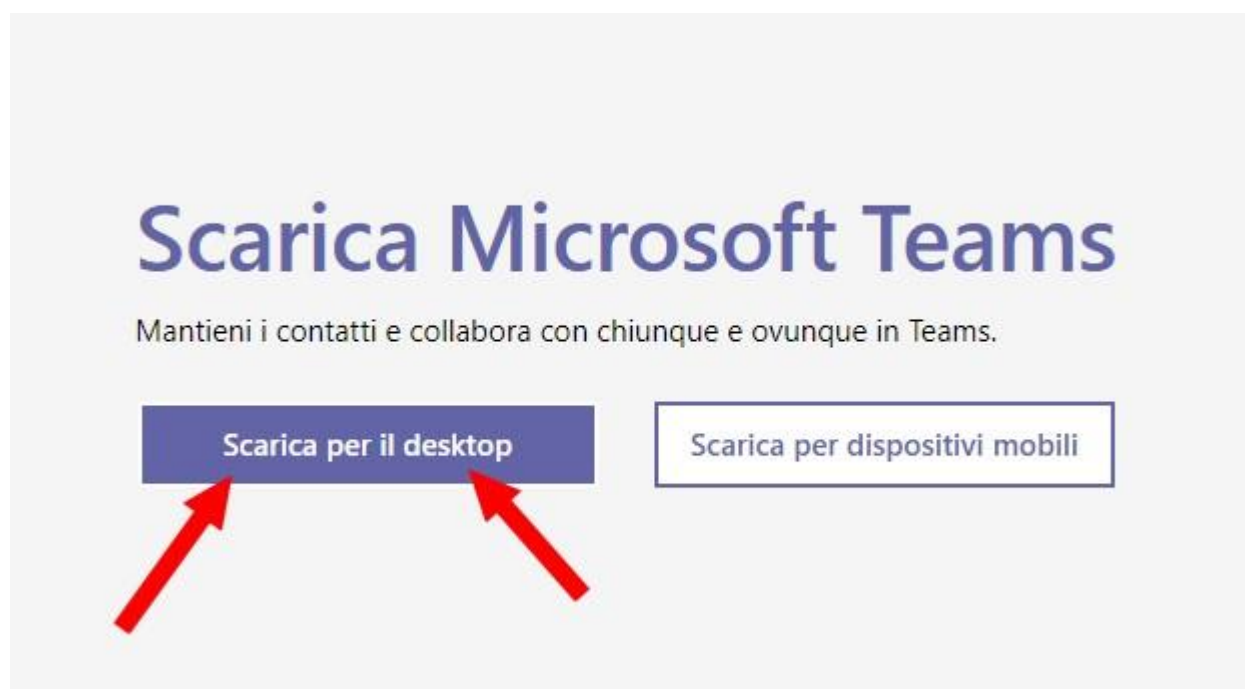 Scarica Microsoft Teams
Mantieni i contatti e collabora con chiunque e ovunque in Teams.
Scarica per il desktop
Scarica per dispositivi mobili